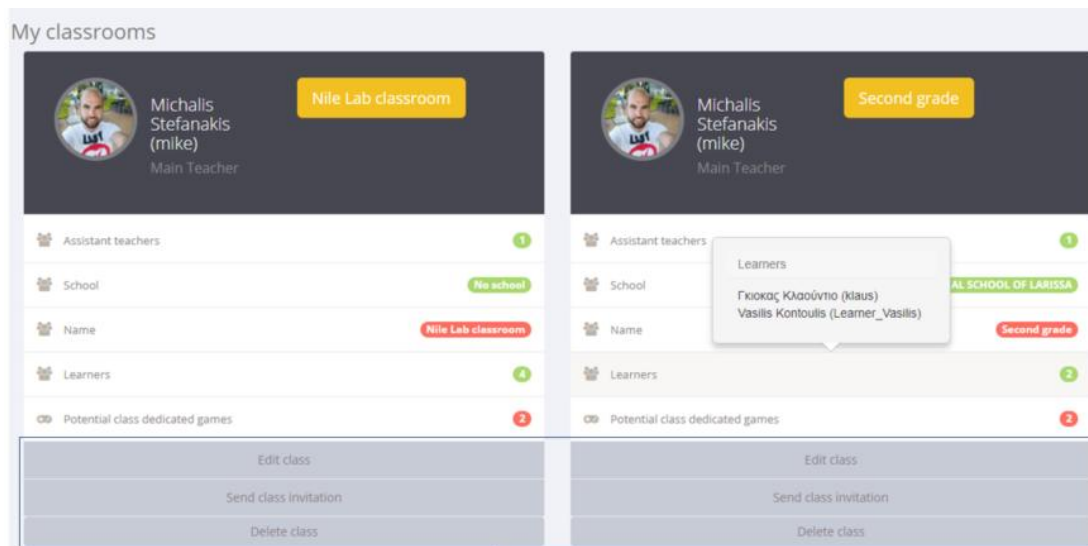 My classrooms
Michalis
Stefanakis
(mike)
Main Teacher
Nile Lab classroom
Assistant teachers 1
School No school
Name Nile Lab classroom
Learners 4
Potential class dedicated games 2
Edit class
Send class invitation
Delete class
Michalis
Stefanakis
(mike)
Main Teacher
Second grade
Assistant teachers 1
School AL SCHOOL OF LARISSA
Learners
Γκιοκας Κλαούντιο (klaus)
Vasilis Kontoulis (Learner_Vasilis)
Name Second grade
Learners 2
Potential class dedicated games 2
Edit class
Send class invitation
Delete class